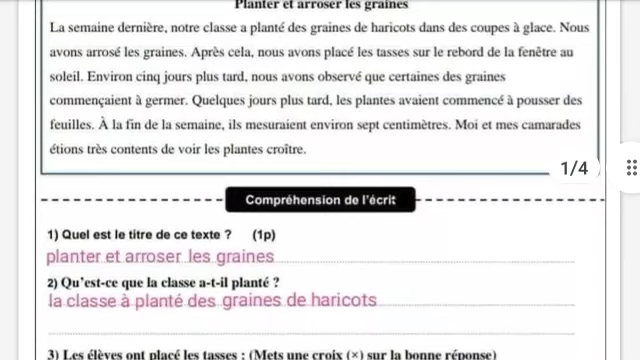 Planter et arroser les graines
La semaine dernière, notre classe a planté des graines de haricots dans des coupes à glace. Nous
avons arrosé les graines. Après cela, nous avons placé les tasses sur le rebord de la fenêtre au
soleil. Environ cinq jours plus tard, nous avons observé que certaines des graines
commençaient à germer. Quelques jours plus tard, les plantes avaient commencé à pousser des
feuilles. À la fin de la semaine, ils mesuraient environ sept centimètres. Moi et mes camarades
étions très contents de voir les plantes croître.
1/4
Compréhension de l'écrit
1) Quel est le titre de ce texte ? (1p)
planter et arroser les graines
2) Qu'est-ce que la classe a-t-il planté ?
la classe à planté des graines de haricots
3) Les élèves ont placé les tasses : (Mets une croix (×) sur la bonne réponse)